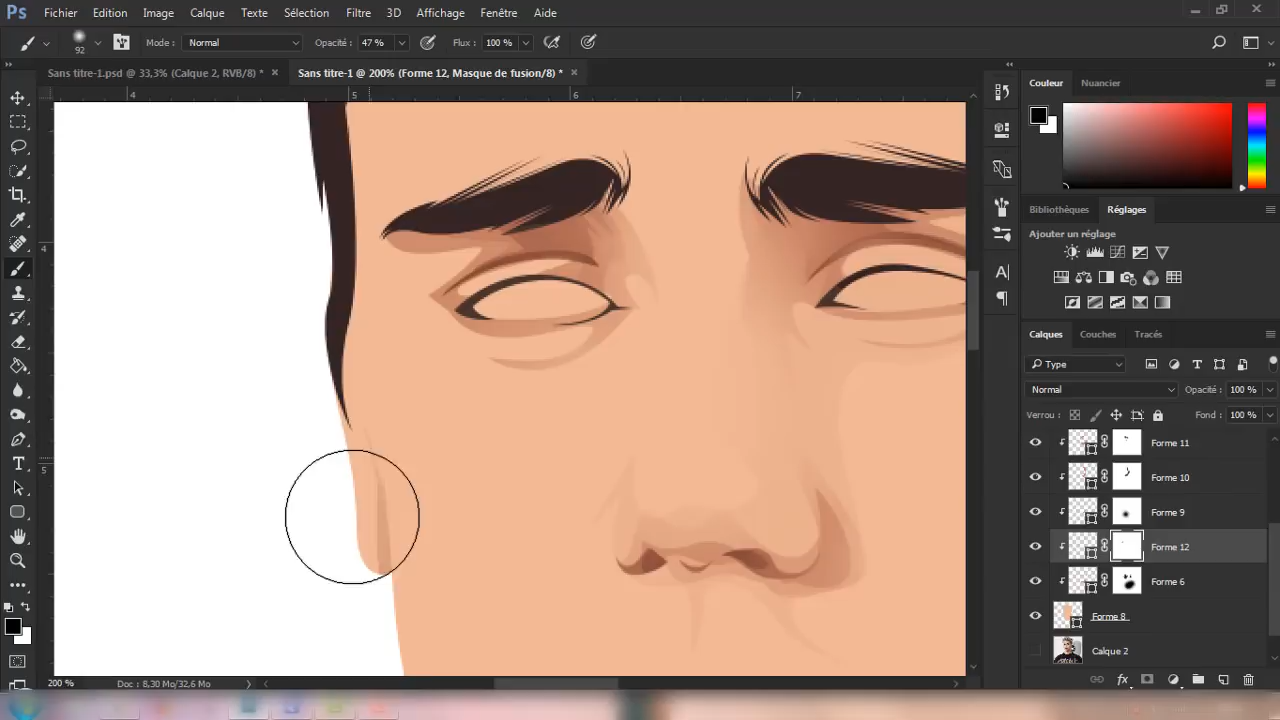 Ps Fichier Edition Image Calque Texte Sélection Filtre 3D Affichage Fenêtre Aide
92 Mode : Normal Opacité : 47 % Flux : 100 %
Sans titre-1.psd @ 33,3% (Calque 2, RVB/8) * × Sans titre-1 @ 200% (Forme 12, Masque de fusion/8) * ×
4 5 6 7
4
5
Couleur Nuancier
Bibliothèques Réglages
Ajouter un réglage
Calques Couches Tracés
Type
Normal Opacité : 100 %
Verrou : Fond : 100 %
Forme 11
Forme 10
Forme 9
Forme 12
Forme 6
Forme 8
Calque 2
200 % Doc : 8,30 Mo/32,6 Mo